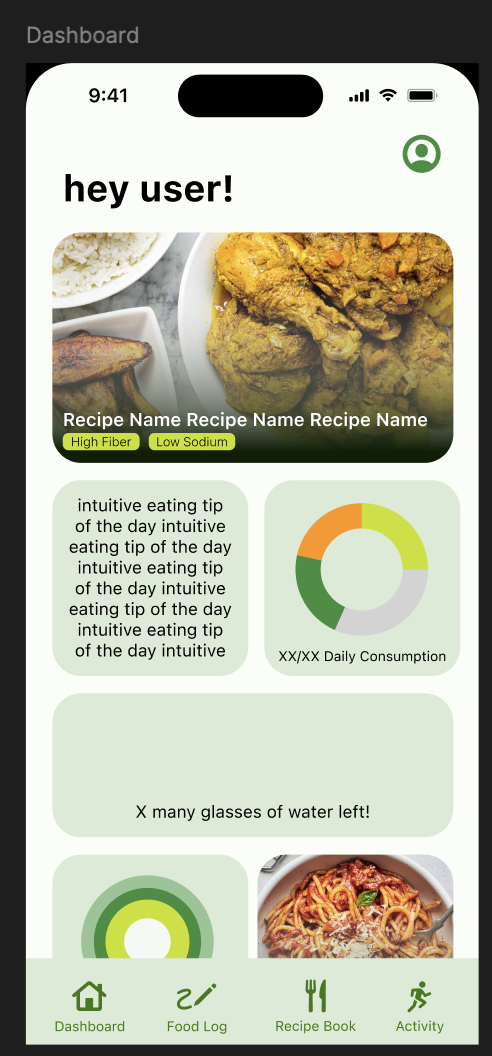 Dashboard
9:41
hey user!
Recipe Name Recipe Name Recipe Name
High Fiber Low Sodium
intuitive eating tip
of the day intuitive
eating tip of the day
intuitive eating tip
of the day intuitive
eating tip of the day
intuitive eating tip
of the day intuitive
XX/XX Daily Consumption
X many glasses of water left!
Dashboard Food Log Recipe Book Activity